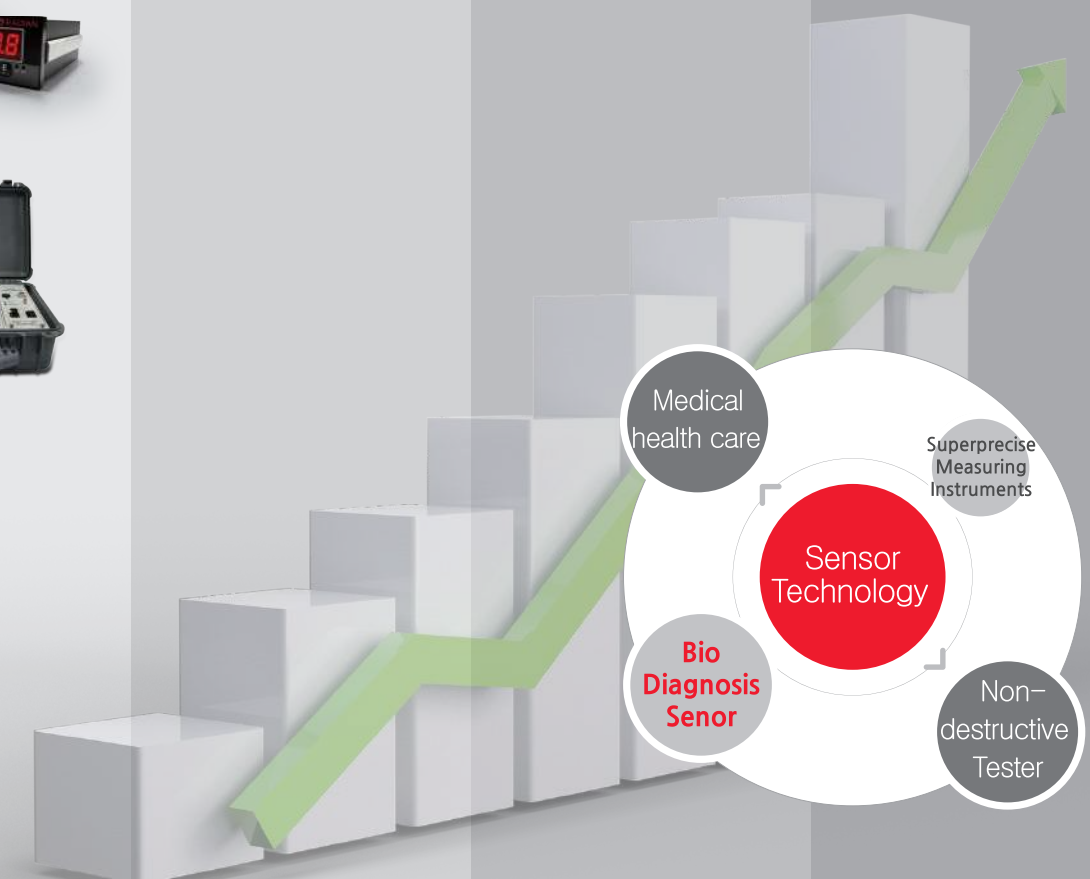 Medical
health care
Superprecise
Measuring
Instruments
Sensor
Technology
Bio
Diagnosis
Senor
Non-
destructive
Tester